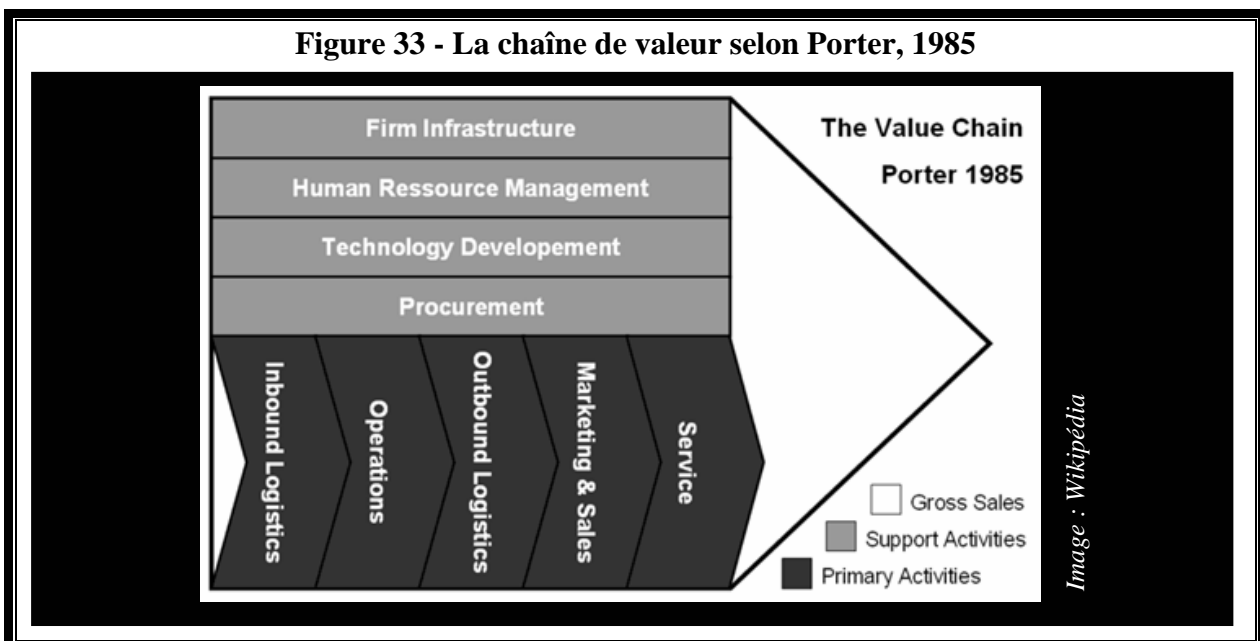 Figure 33 - La chaîne de valeur selon Porter, 1985
The Value Chain
Porter 1985
Firm Infrastructure
Human Ressource Management
Technology Developement
Procurement
Inbound Logistics
Operations
Outbound Logistics
Marketing & Sales
Service
Gross Sales
Support Activities
Primary Activities
Image : Wikipédia